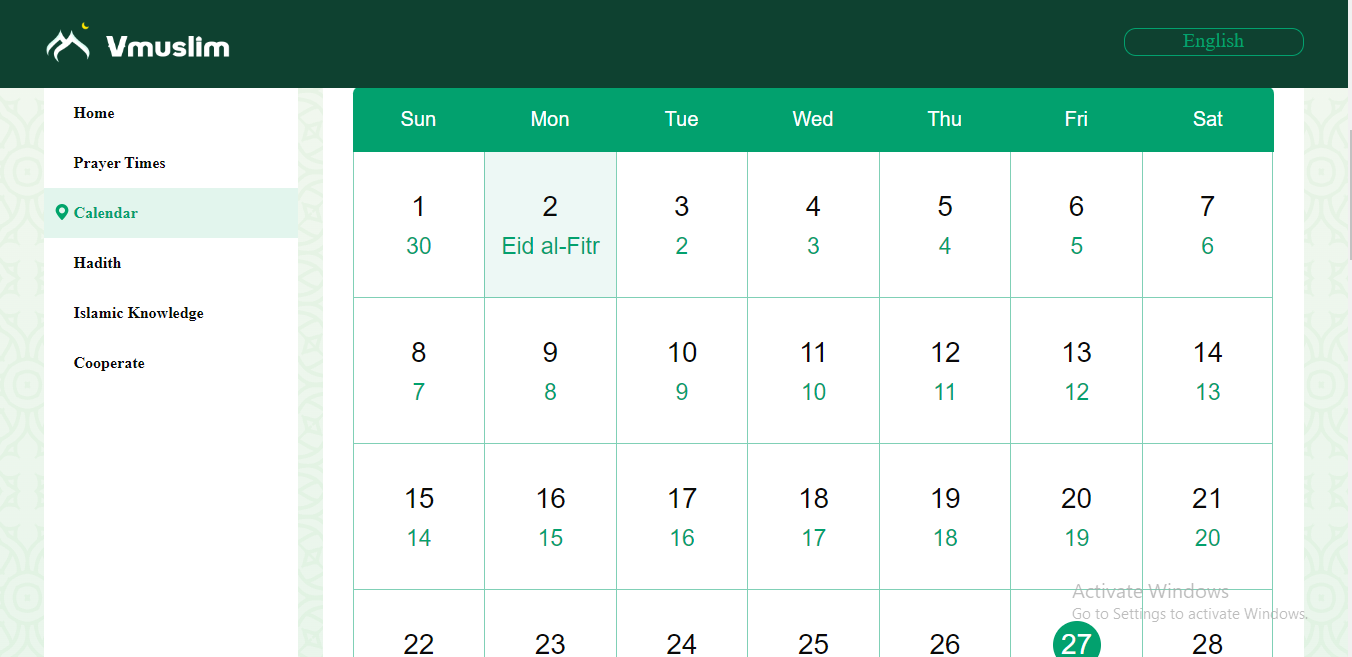 Vmuslim
English
Home
Prayer Times
Calendar
Hadith
Islamic Knowledge
Cooperate
Sun Mon Tue Wed Thu Fri Sat
1 2 3 4 5 6 7
30 Eid al-Fitr 2 3 4 5 6
8 9 10 11 12 13 14
7 8 9 10 11 12 13
15 16 17 18 19 20 21
14 15 16 17 18 19 20
Activate Windows
Go to Settings to activate Windows.
22 23 24 25 26 27 28